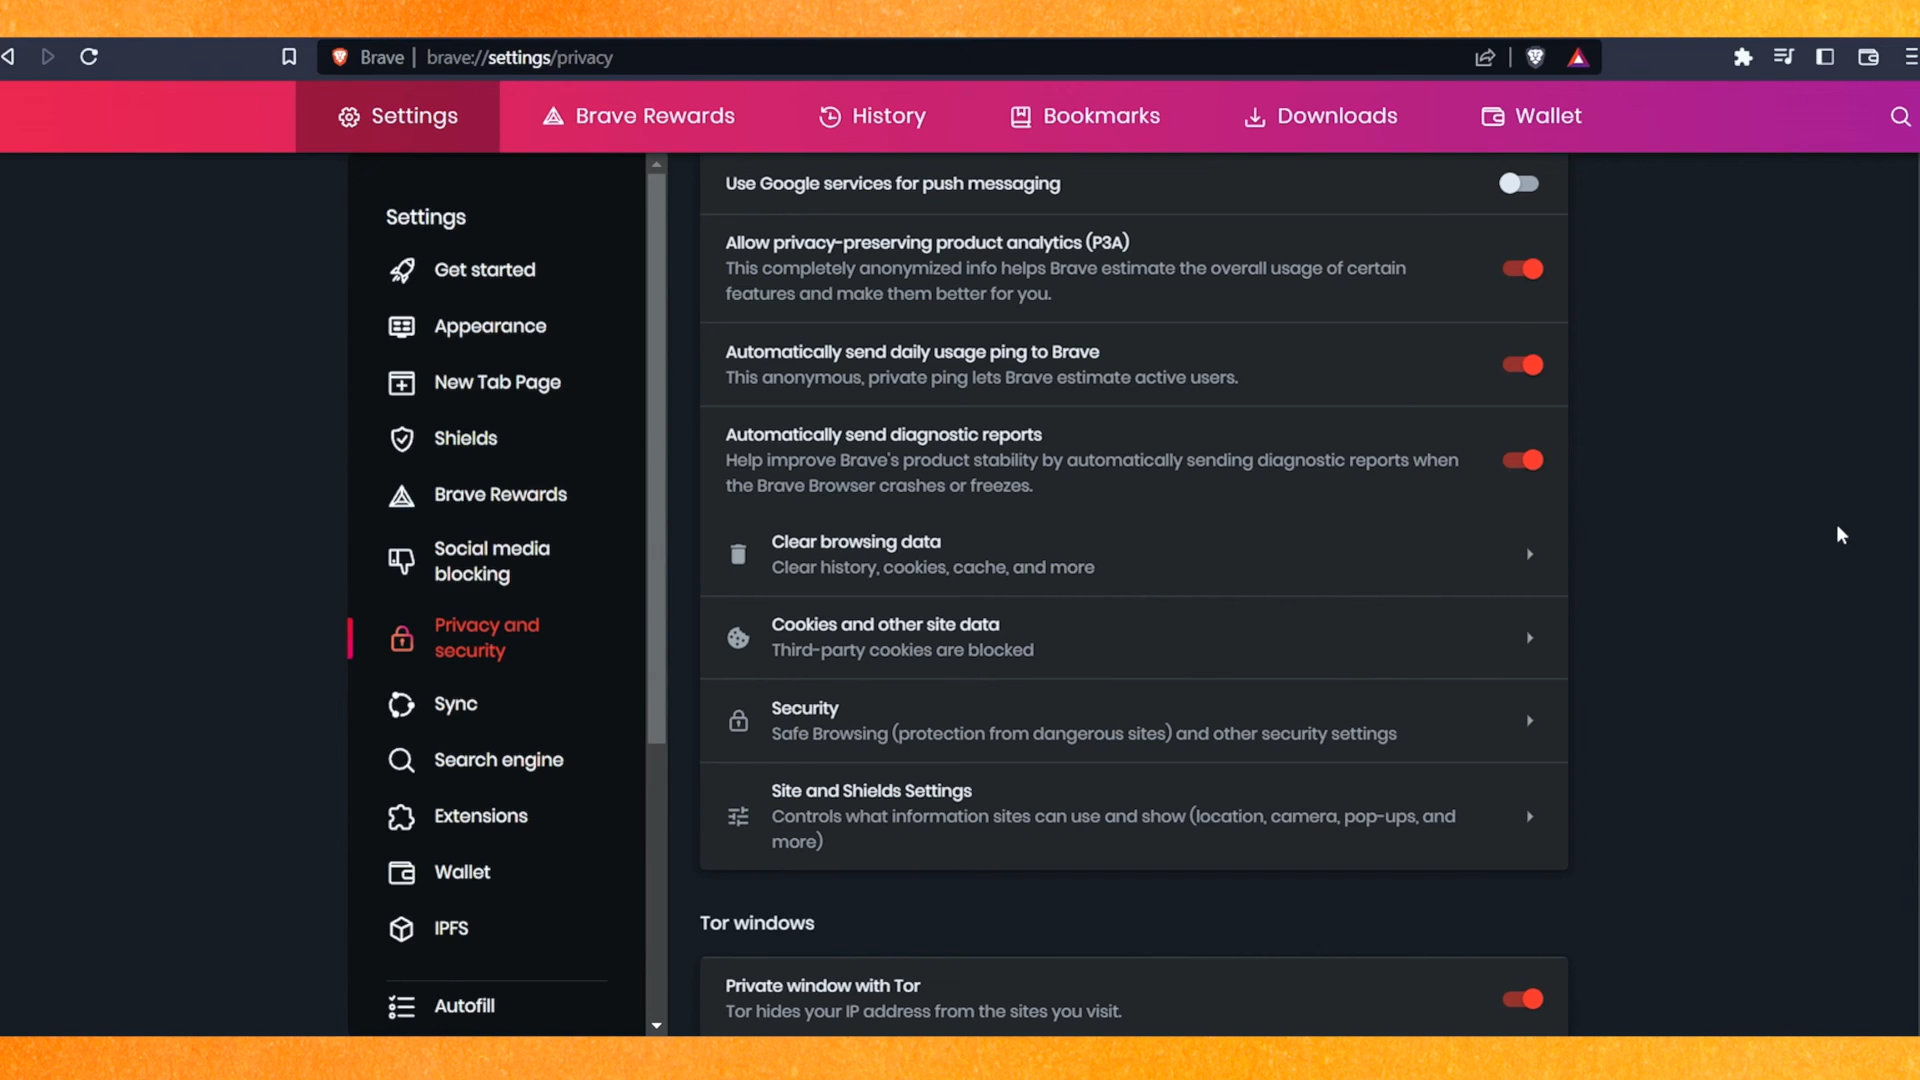 Brave | brave://settings/privacy
Settings
Brave Rewards
History
Bookmarks
Downloads
Wallet
Settings
Get started
Appearance
New Tab Page
Shields
Brave Rewards
Social media
blocking
Privacy and
security
Sync
Search engine
Extensions
Wallet
IPFS
Autofill
Use Google services for push messaging
Allow privacy-preserving product analytics (P3A)
This completely anonymized info helps Brave estimate the overall usage of certain
features and make them better for you.
Automatically send daily usage ping to Brave
This anonymous, private ping lets Brave estimate active users.
Automatically send diagnostic reports
Help improve Brave's product stability by automatically sending diagnostic reports when
the Brave Browser crashes or freezes.
Clear browsing data
Clear history, cookies, cache, and more
Cookies and other site data
Third-party cookies are blocked
Security
Safe Browsing (protection from dangerous sites) and other security settings
Site and Shields Settings
Controls what information sites can use and show (location, camera, pop-ups, and
more)
Tor windows
Private window with Tor
Tor hides your IP address from the sites you visit.